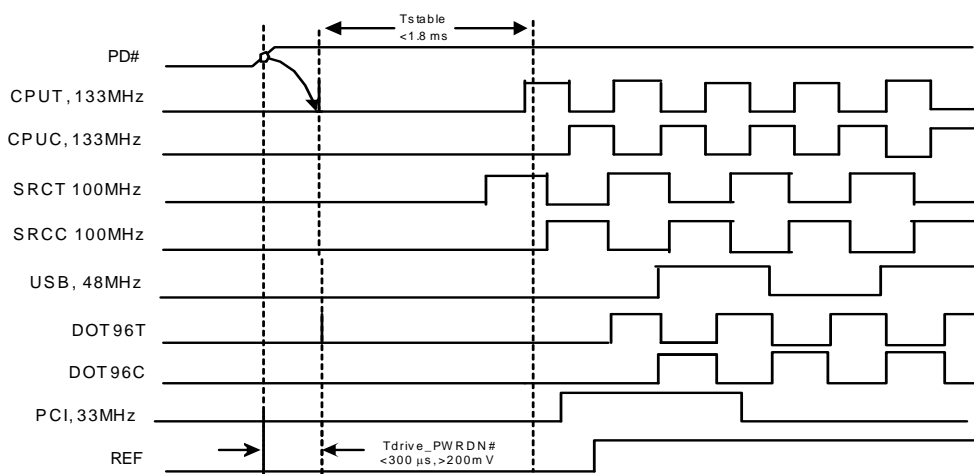 Tstable
<1.8 ms
PD#
CPUT, 133MHz
CPUC, 133MHz
SRCT 100MHz
SRCC 100MHz
USB, 48MHz
DOT96T
DOT96C
PCI, 33MHz
Tdrive_PWRDN#
<300 µs, >200mV
REF